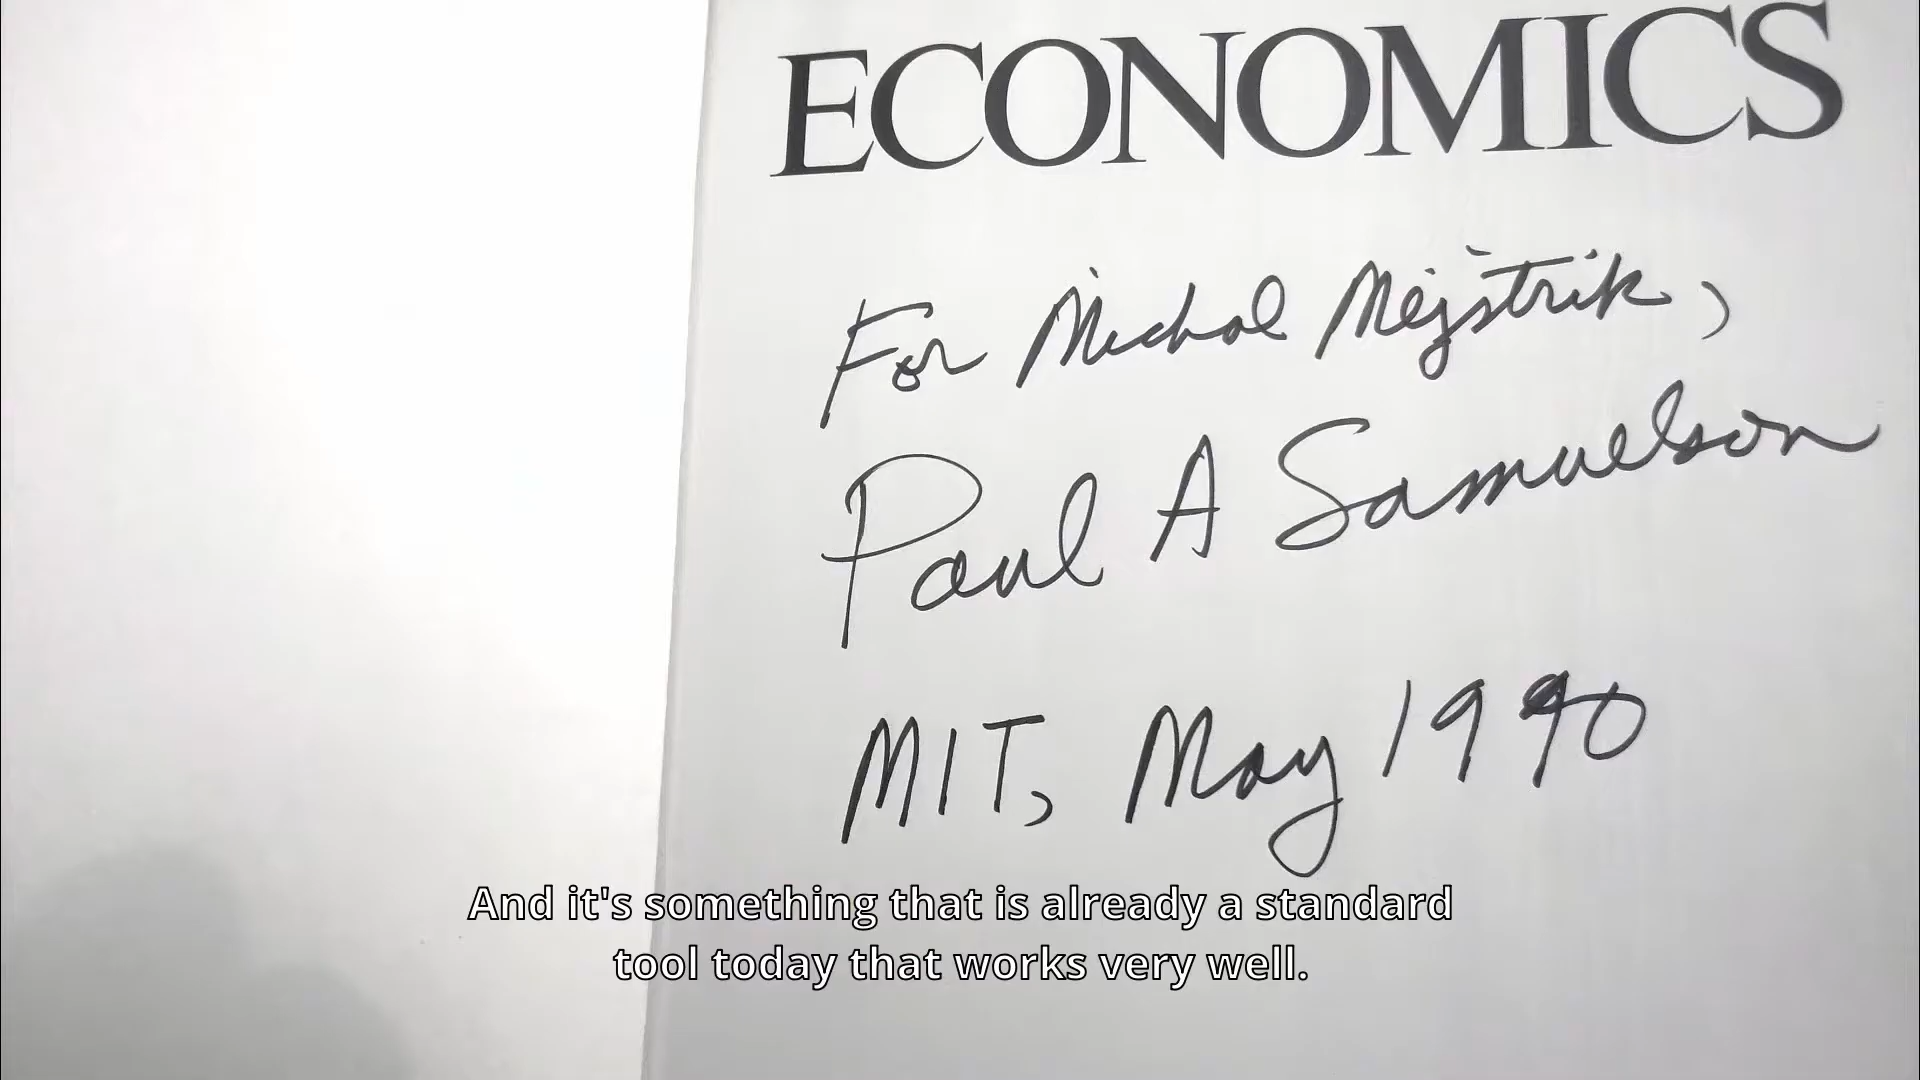 ECONOMICS
For Michal Mejstrik,
Paul A Samuelson
MIT, May 1990
And it's something that is already a standard
tool today that works very well.